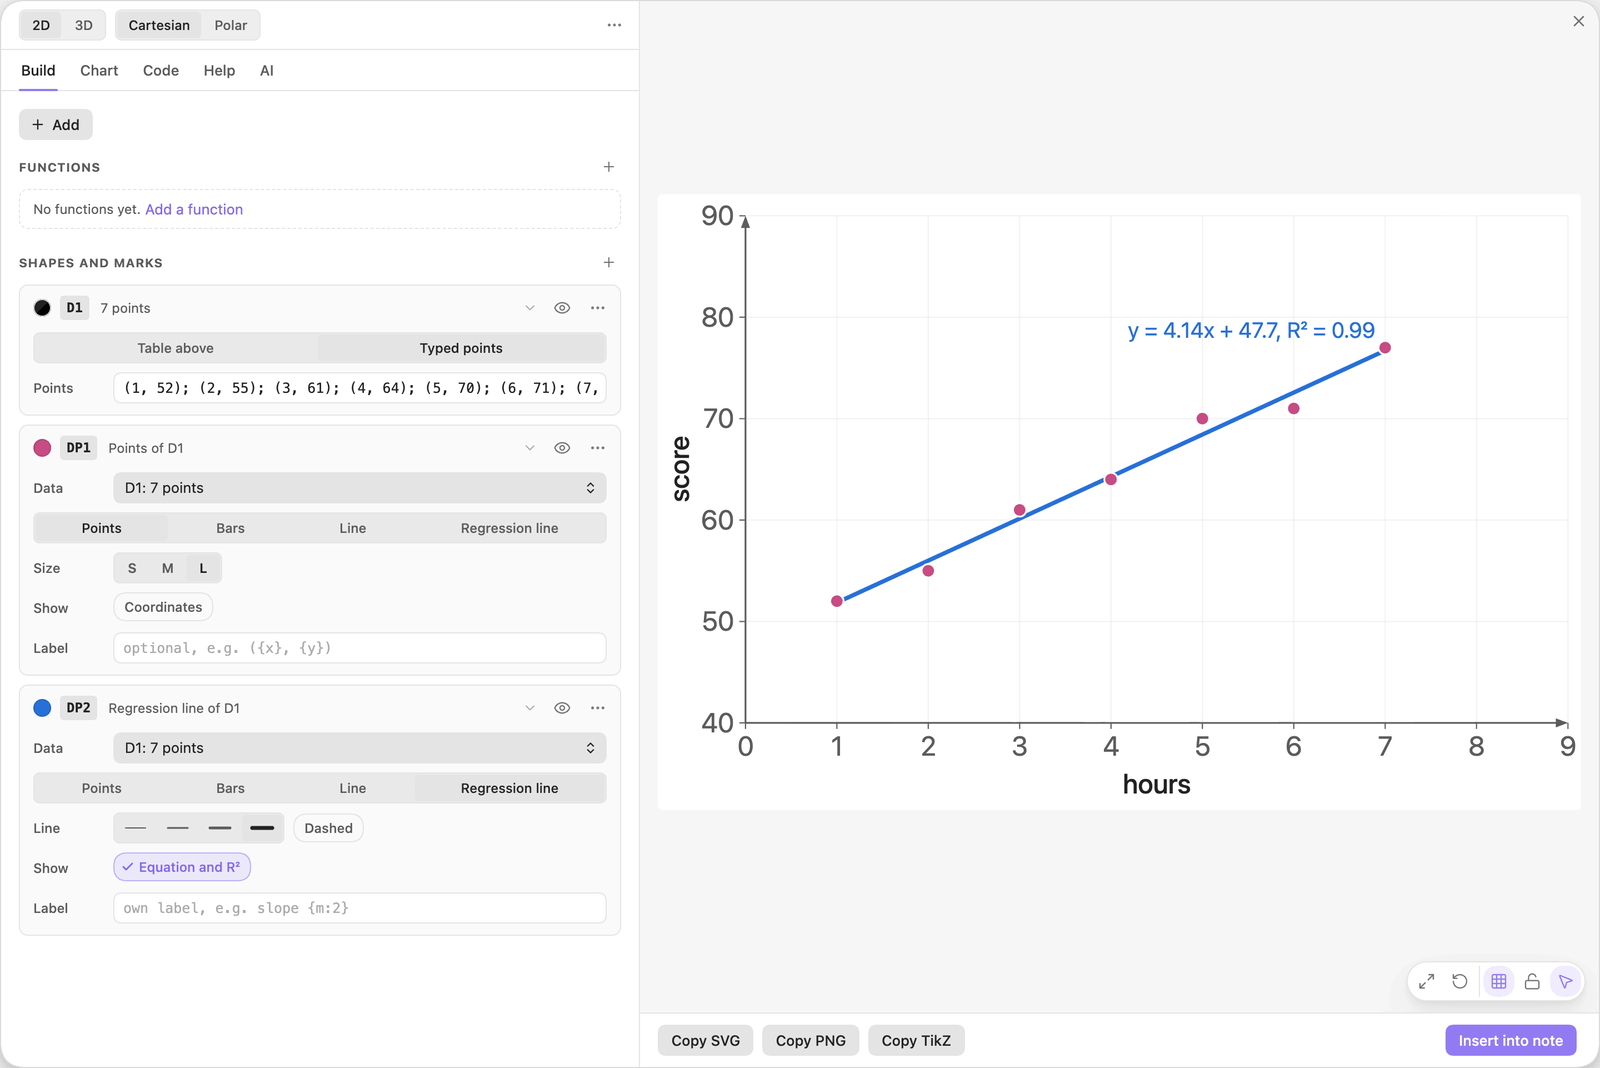 2D 3D Cartesian Polar
Build Chart Code Help AI
+ Add
FUNCTIONS
No functions yet. Add a function
SHAPES AND MARKS
D1 7 points
Table above Typed points
Points (1, 52); (2, 55); (3, 61); (4, 64); (5, 70); (6, 71); (7,
DP1 Points of D1
Data D1: 7 points
Points Bars Line Regression line
Size S M L
Show Coordinates
Label optional, e.g. ({x}, {y})
DP2 Regression line of D1
Data D1: 7 points
Points Bars Line Regression line
Line Dashed
Show Equation and R²
Label own label, e.g. slope {m:2}
90
80
70
60
50
40
score
y = 4.14x + 47.7, R² = 0.99
0 1 2 3 4 5 6 7 8 9
hours
Copy SVG Copy PNG Copy TikZ Insert into note